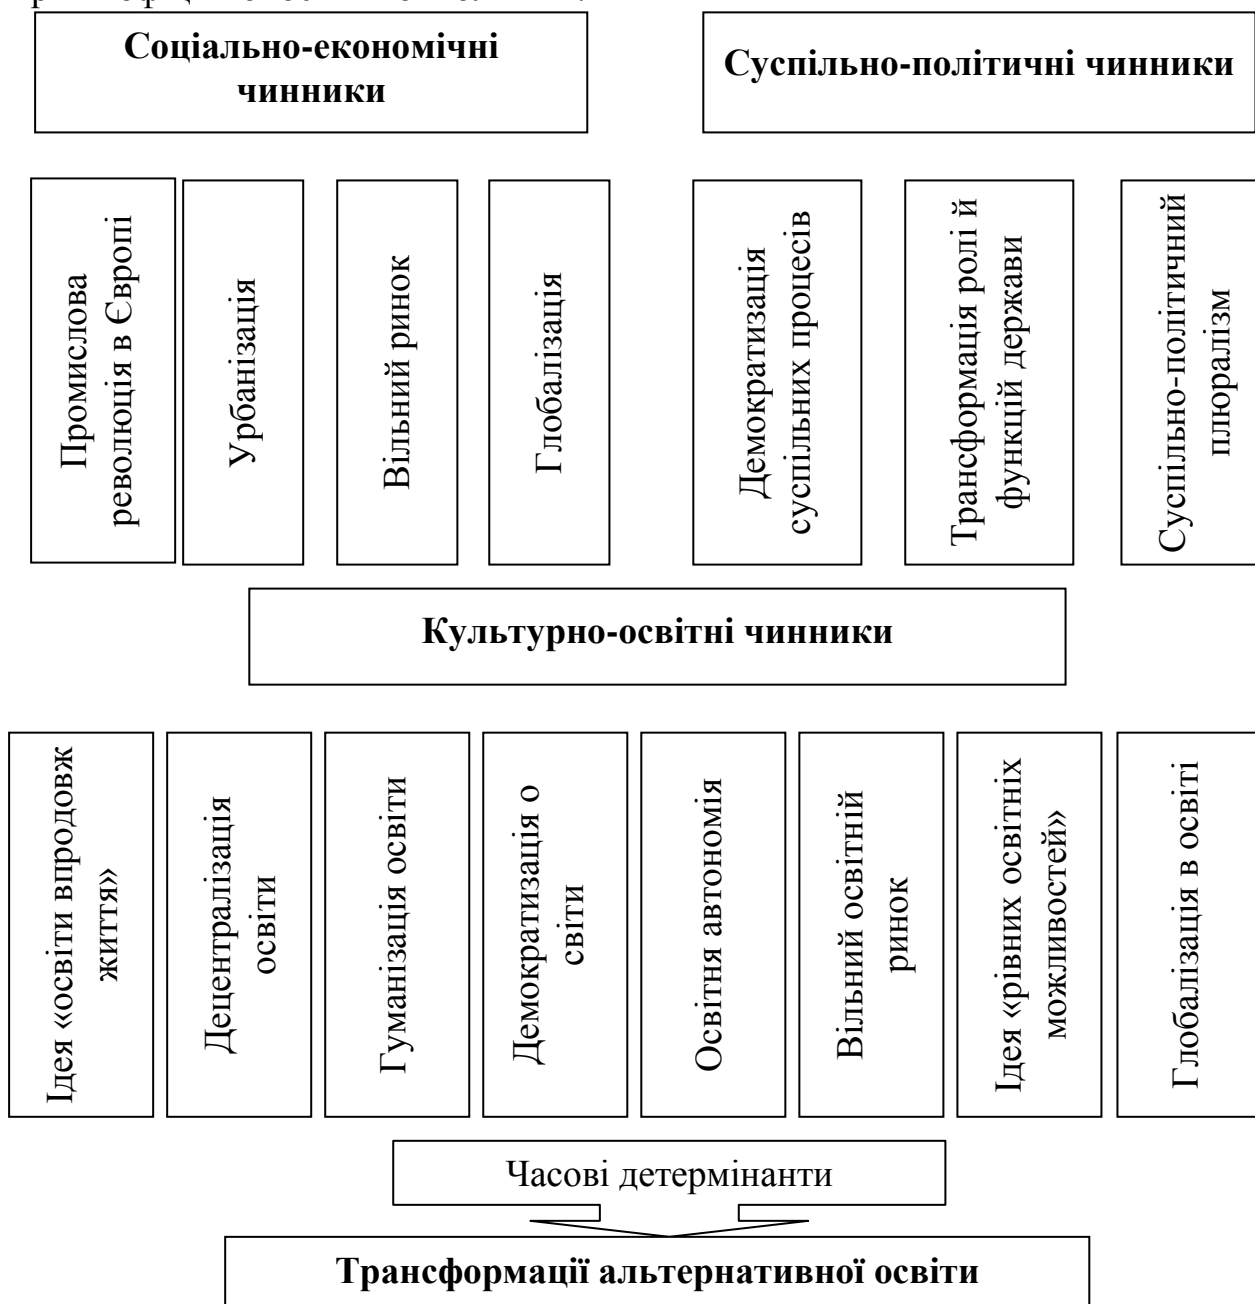 Соціально-економічні
чинники
Суспільно-політичні чинники
Промислова
революція в Європі
Урбанізація
Вільний ринок
Глобалізація
Демократизація
суспільних процесів
Трансформація ролі й
функцій держави
Суспільно-політичний
плюралізм
Культурно-освітні чинники
Ідея «освіти впродовж
життя»
Децентралізація
освіти
Гуманізація освіти
Демократизація о
світи
Освітня автономія
Вільний освітній
ринок
Ідея «рівних освітніх
можливостей»
Глобалізація в освіті
Часові детермінанти
Трансформації альтернативної освіти